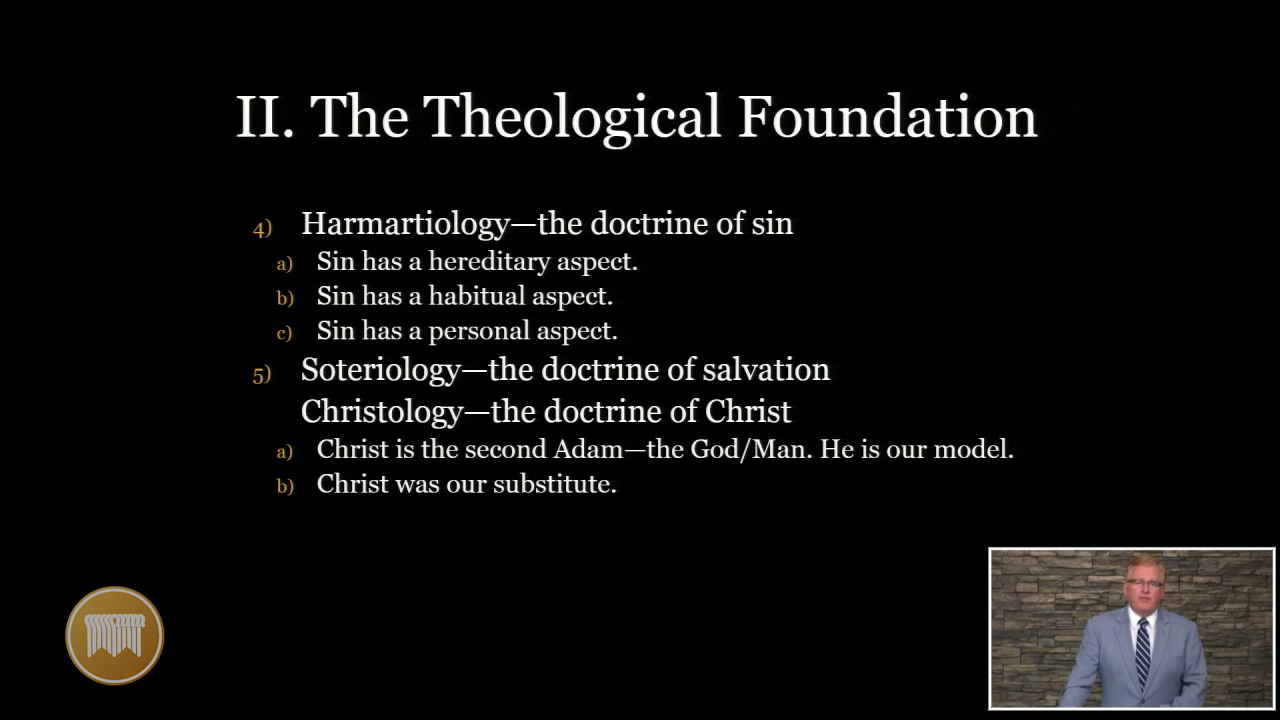 II. The Theological Foundation
4) Harmartiology—the doctrine of sin
a) Sin has a hereditary aspect.
b) Sin has a habitual aspect.
c) Sin has a personal aspect.
5) Soteriology—the doctrine of salvation
Christology—the doctrine of Christ
a) Christ is the second Adam—the God/Man. He is our model.
b) Christ was our substitute.